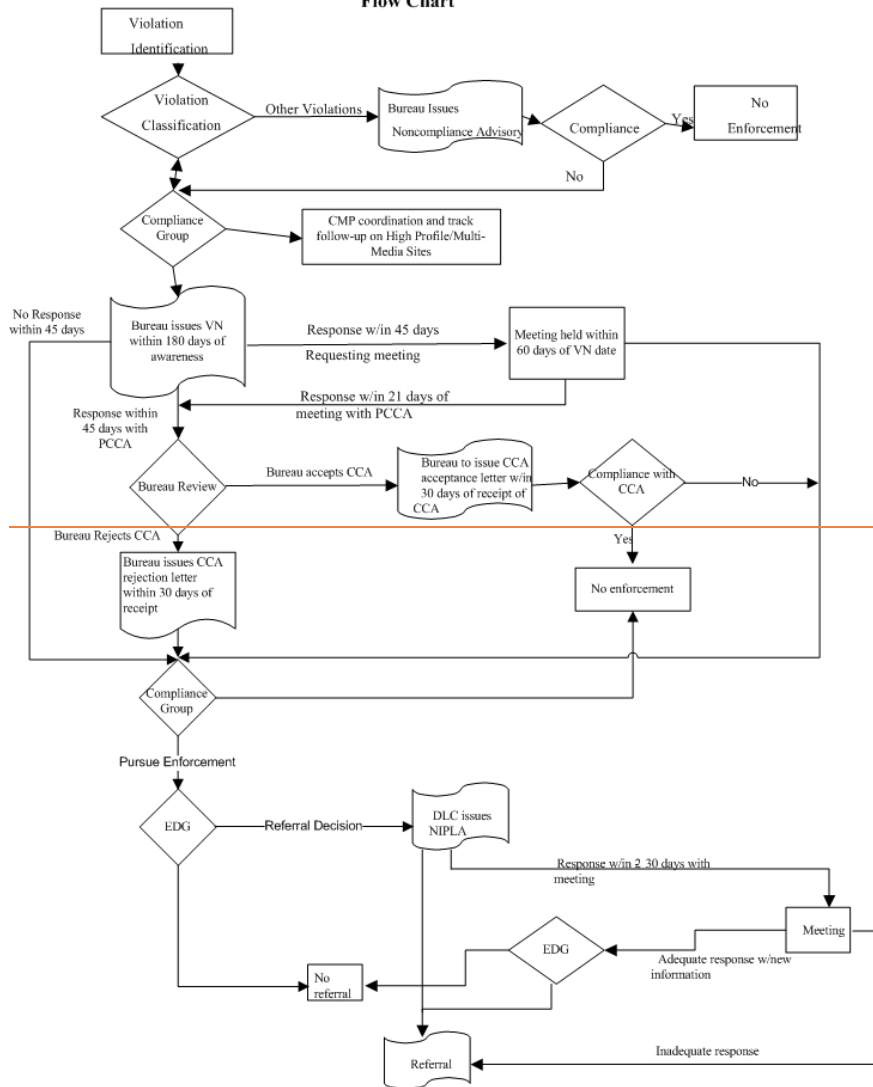 Flow Chart
Violation
Identification
Violation
Classification
Other Violations
Bureau Issues
Noncompliance Advisory
Compliance
Yes
No
Enforcement
No
Compliance
Group
CMP coordination and track
follow-up on High Profile/Multi-
Media Sites
No Response
within 45 days
Bureau issues VN
within 180 days of
awareness
Response w/in 45 days
Requesting meeting
Meeting held within
60 days of VN date
Response w/in 21 days of
meeting with PCCA
Response within
45 days with
PCCA
Bureau Review
Bureau accepts CCA
Bureau to issue CCA
acceptance letter w/in
30 days of receipt of
CCA
Compliance with
CCA
No
Bureau Rejects CCA
Yes
Bureau issues CCA
rejection letter
within 30 days of
receipt
No enforcement
Compliance
Group
Pursue Enforcement
EDG
Referral Decision
DLC issues
NIPLA
Response w/in 2 30 days with
meeting
Meeting
EDG
Adequate response w/new
information
No
referral
Referral
Inadequate response